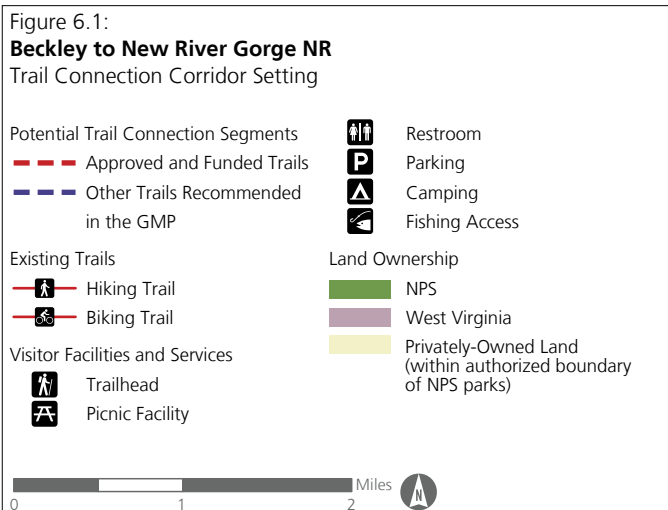 Figure 6.1:
Beckley to New River Gorge NR
Trail Connection Corridor Setting
Potential Trail Connection Segments
Approved and Funded Trails
Other Trails Recommended
in the GMP
Existing Trails
Hiking Trail
Biking Trail
Visitor Facilities and Services
Trailhead
Picnic Facility
Restroom
P Parking
Camping
Fishing Access
Land Ownership
NPS
West Virginia
Privately-Owned Land
(within authorized boundary
of NPS parks)
Miles
N
0 1 2